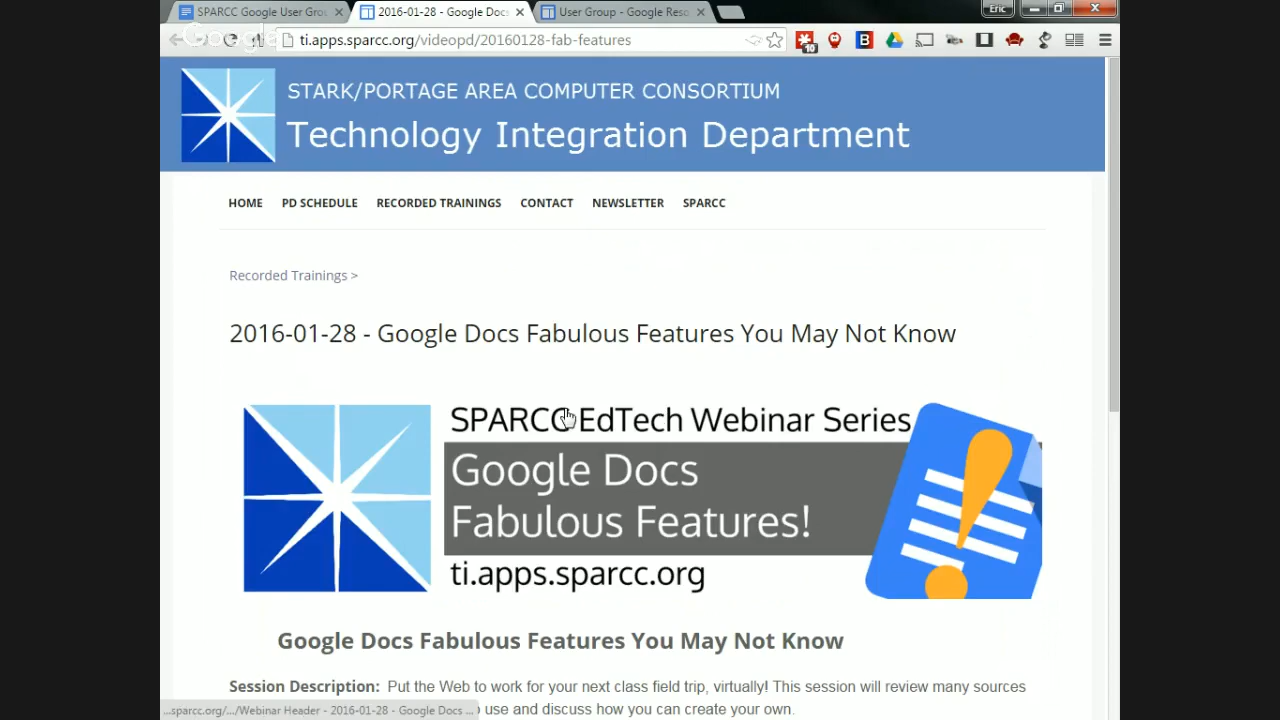 SPARCC Google User Grou
2016-01-28 - Google Docs
User Group - Google Reso
Eric
Google
ti.apps.sparcc.org/videopd/20160128-fab-features
10
B
STARK/PORTAGE AREA COMPUTER CONSORTIUM
Technology Integration Department
HOME PD SCHEDULE RECORDED TRAININGS CONTACT NEWSLETTER SPARCC
Recorded Trainings >
2016-01-28 - Google Docs Fabulous Features You May Not Know
SPARCC EdTech Webinar Series
Google Docs
Fabulous Features!
ti.apps.sparcc.org
Google Docs Fabulous Features You May Not Know
Session Description: Put the Web to work for your next class field trip, virtually! This session will review many sources
use and discuss how you can create your own.
...sparcc.org/.../Webinar Header - 2016-01-28 - Google Docs ...